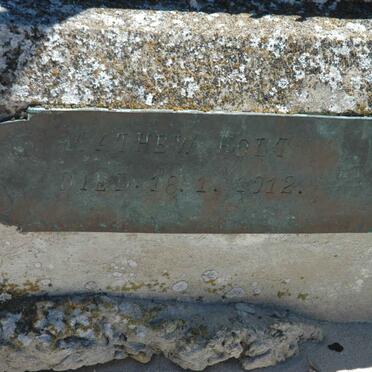 MATHEW HOLT
DIED. 18. 1. 1912.